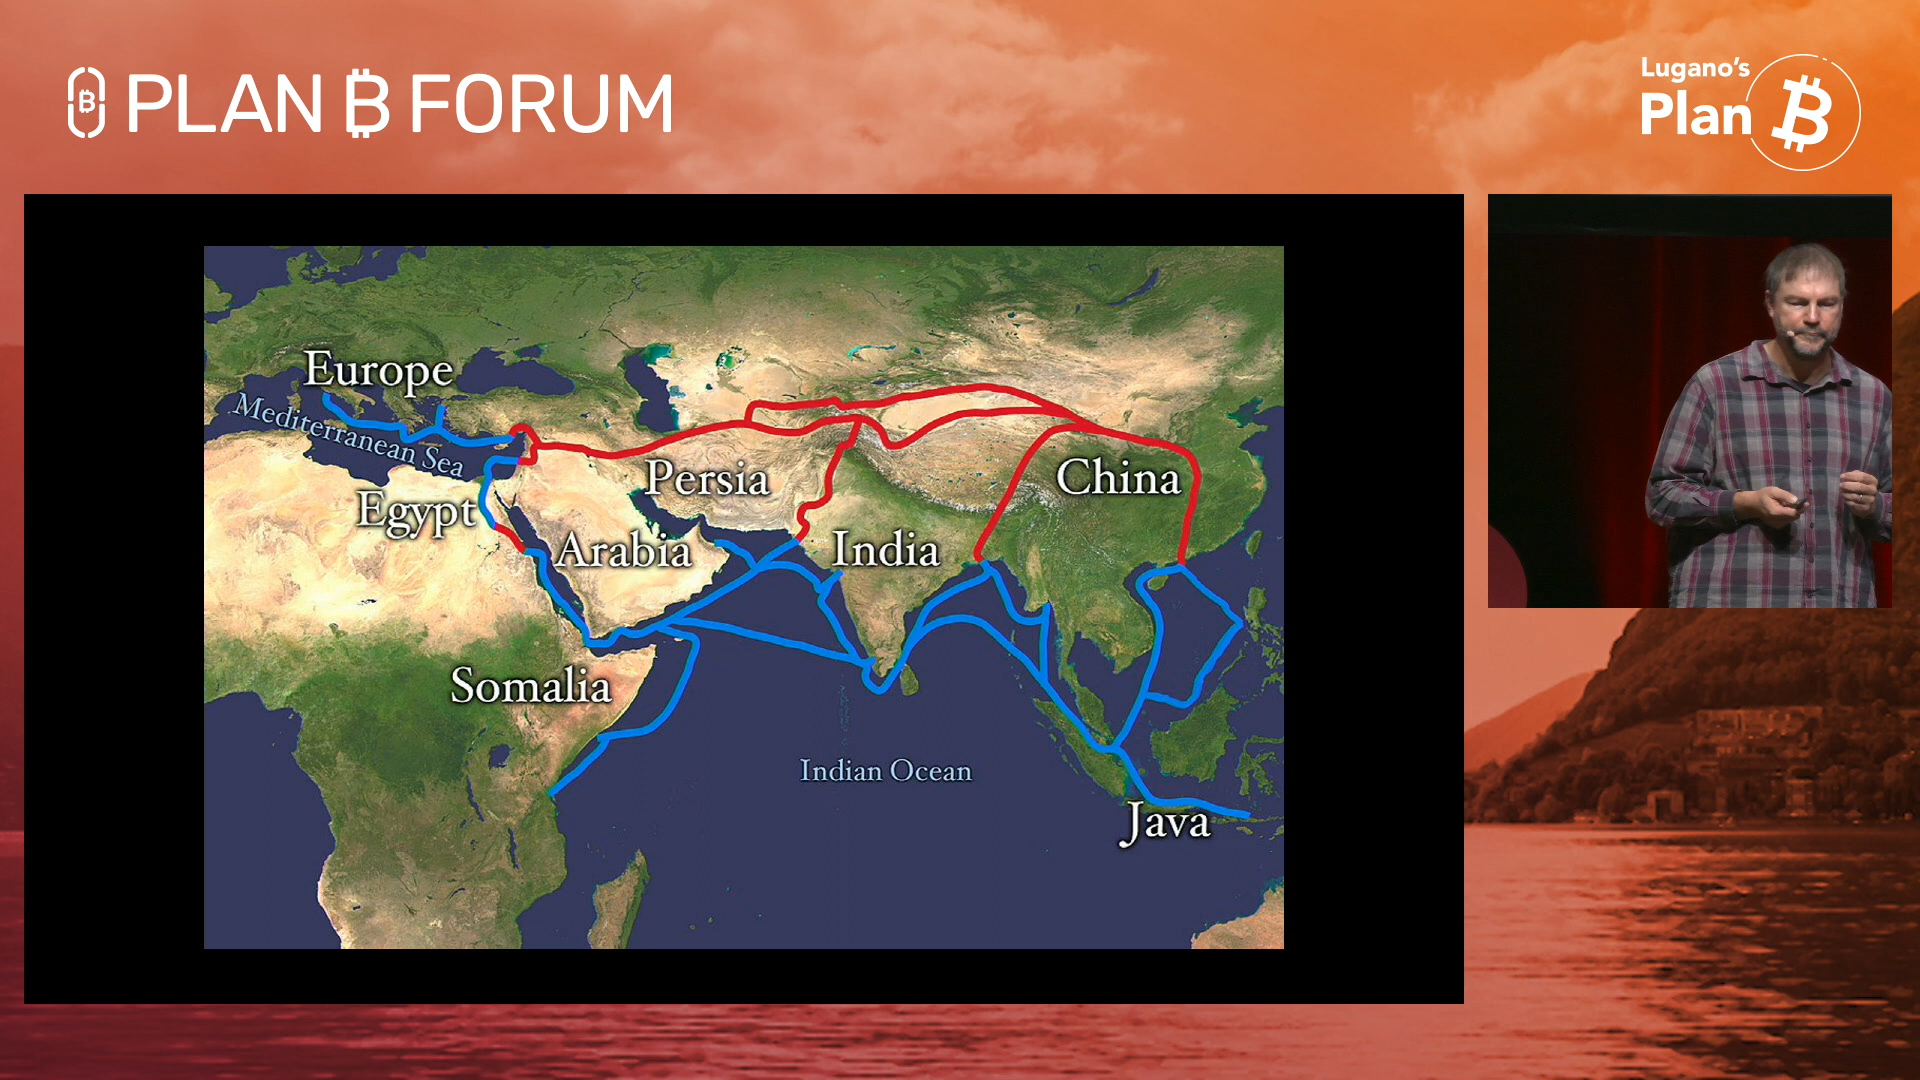 PLAN ₿ FORUM
Lugano's
Plan ₿
Europe
Mediterranean Sea
Egypt
Persia
China
Arabia
India
Somalia
Indian Ocean
Java